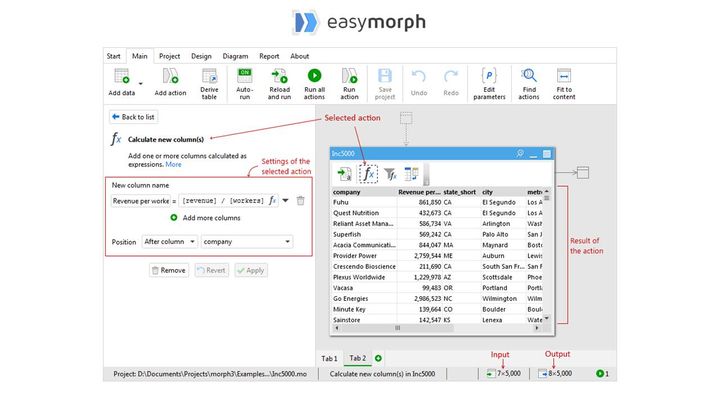 easymorph
Start Main Project Design Diagram Report About
Add data Add action Derive table Auto-run Reload and run Run all actions Run action Save project Undo Redo Edit parameters Find actions Fit to content
ON
Back to list
Selected action
fx Calculate new column(s)
Add one or more columns calculated as
expressions. More
Settings of the
selected action
New column name
Revenue per worke = [revenue] / [workers] fx
Add more columns
Position After column company
Remove Revert Apply
Inc5000
fx
company Revenue per... state_short city metro
Fuhu 861,850 CA El Segundo Los A
Quest Nutrition 432,673 CA El Segundo Los A
Reliant Asset Mana... 586,734 VA Arlington Wash
Superfish 569,242 CA Palo Alto San J
Acacia Communicati... 844,047 MA Maynard Bosto
Provider Power 2,759,544 ME Auburn Lewis
Crescendo Bioscience 211,690 CA South San Fr... San F
Plexus Worldwide 1,229,978 AZ Scottsdale Phoe
Vacasa 99,483 OR Portland Portl
Go Energies 2,986,523 NC Wilmington Wilm
Minute Key 139,664 CO Boulder Bould
Sainstore 142,547 KS Lenexa Wate
Result of
the action
Tab 1 Tab 2
Input Output
Project: D:\Documents\Projects\morph3\Examples...\Inc5000.mo Calculate new column(s) in Inc5000 7×5,000 8×5,000 1